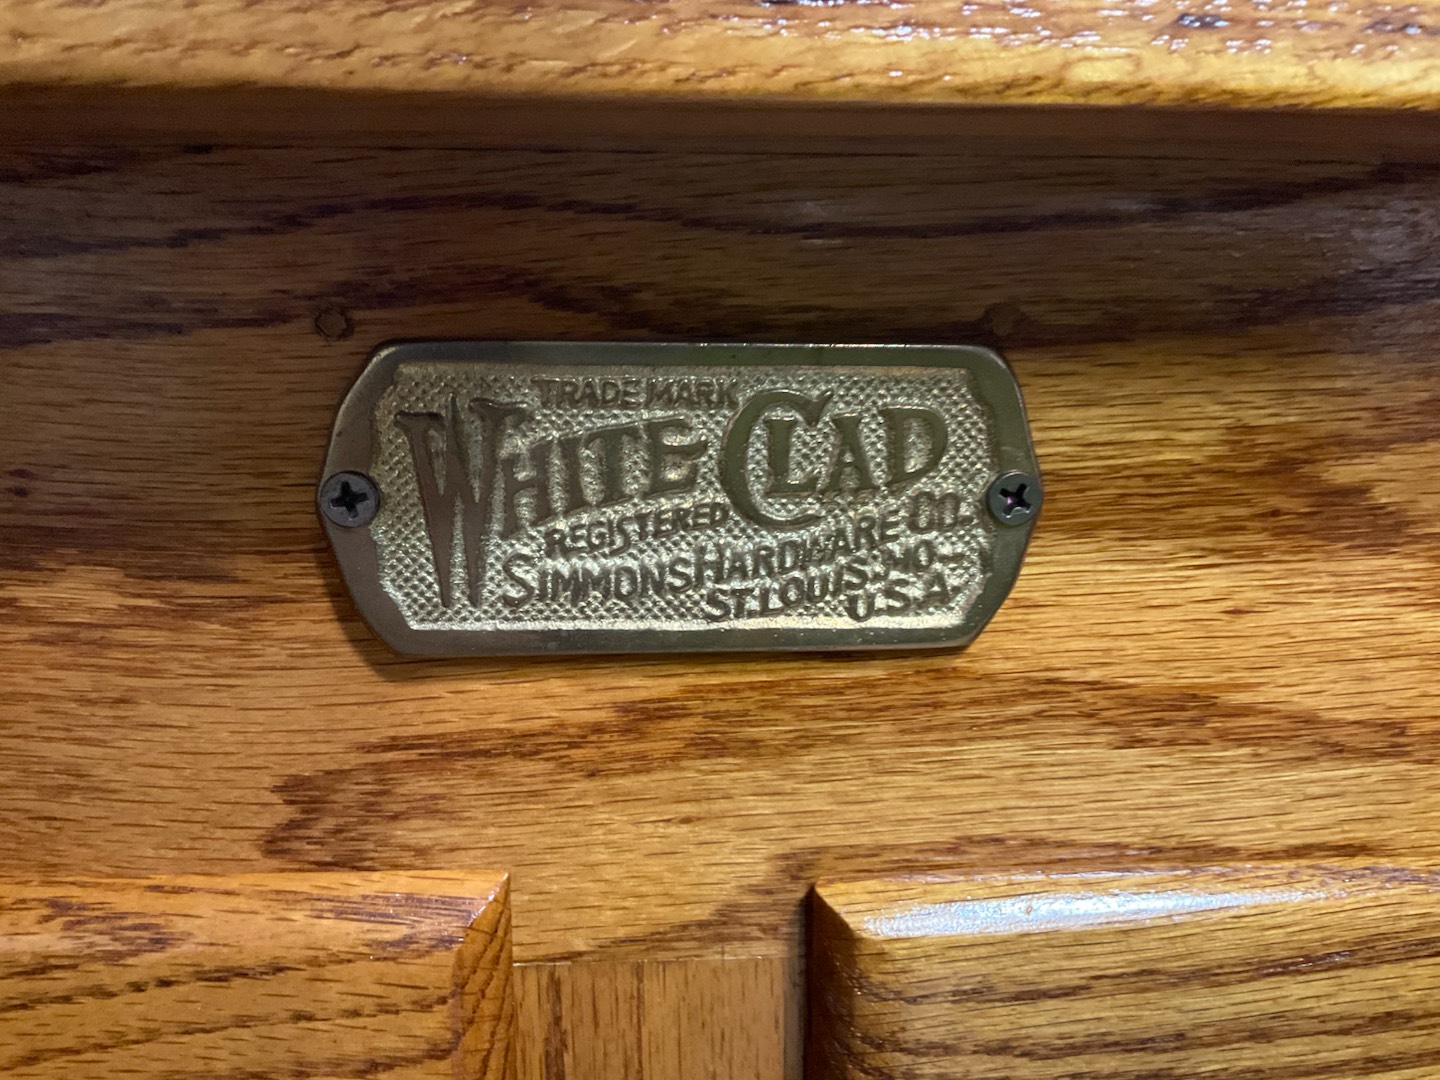 TRADE MARK
WHITE CLAD
REGISTERED
SIMMONS HARDWARE CO.
ST. LOUIS. MO-
U.S.A.